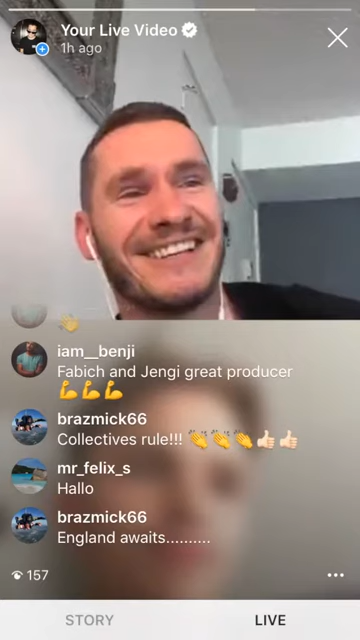 Your Live Video
1h ago
👋
iam__benji
Fabich and Jengi great producer
💪💪💪
brazmick66
Collectives rule!!! 👏👏👏👍🏻👍🏻
mr_felix_s
Hallo
brazmick66
England awaits..........
157
STORY LIVE